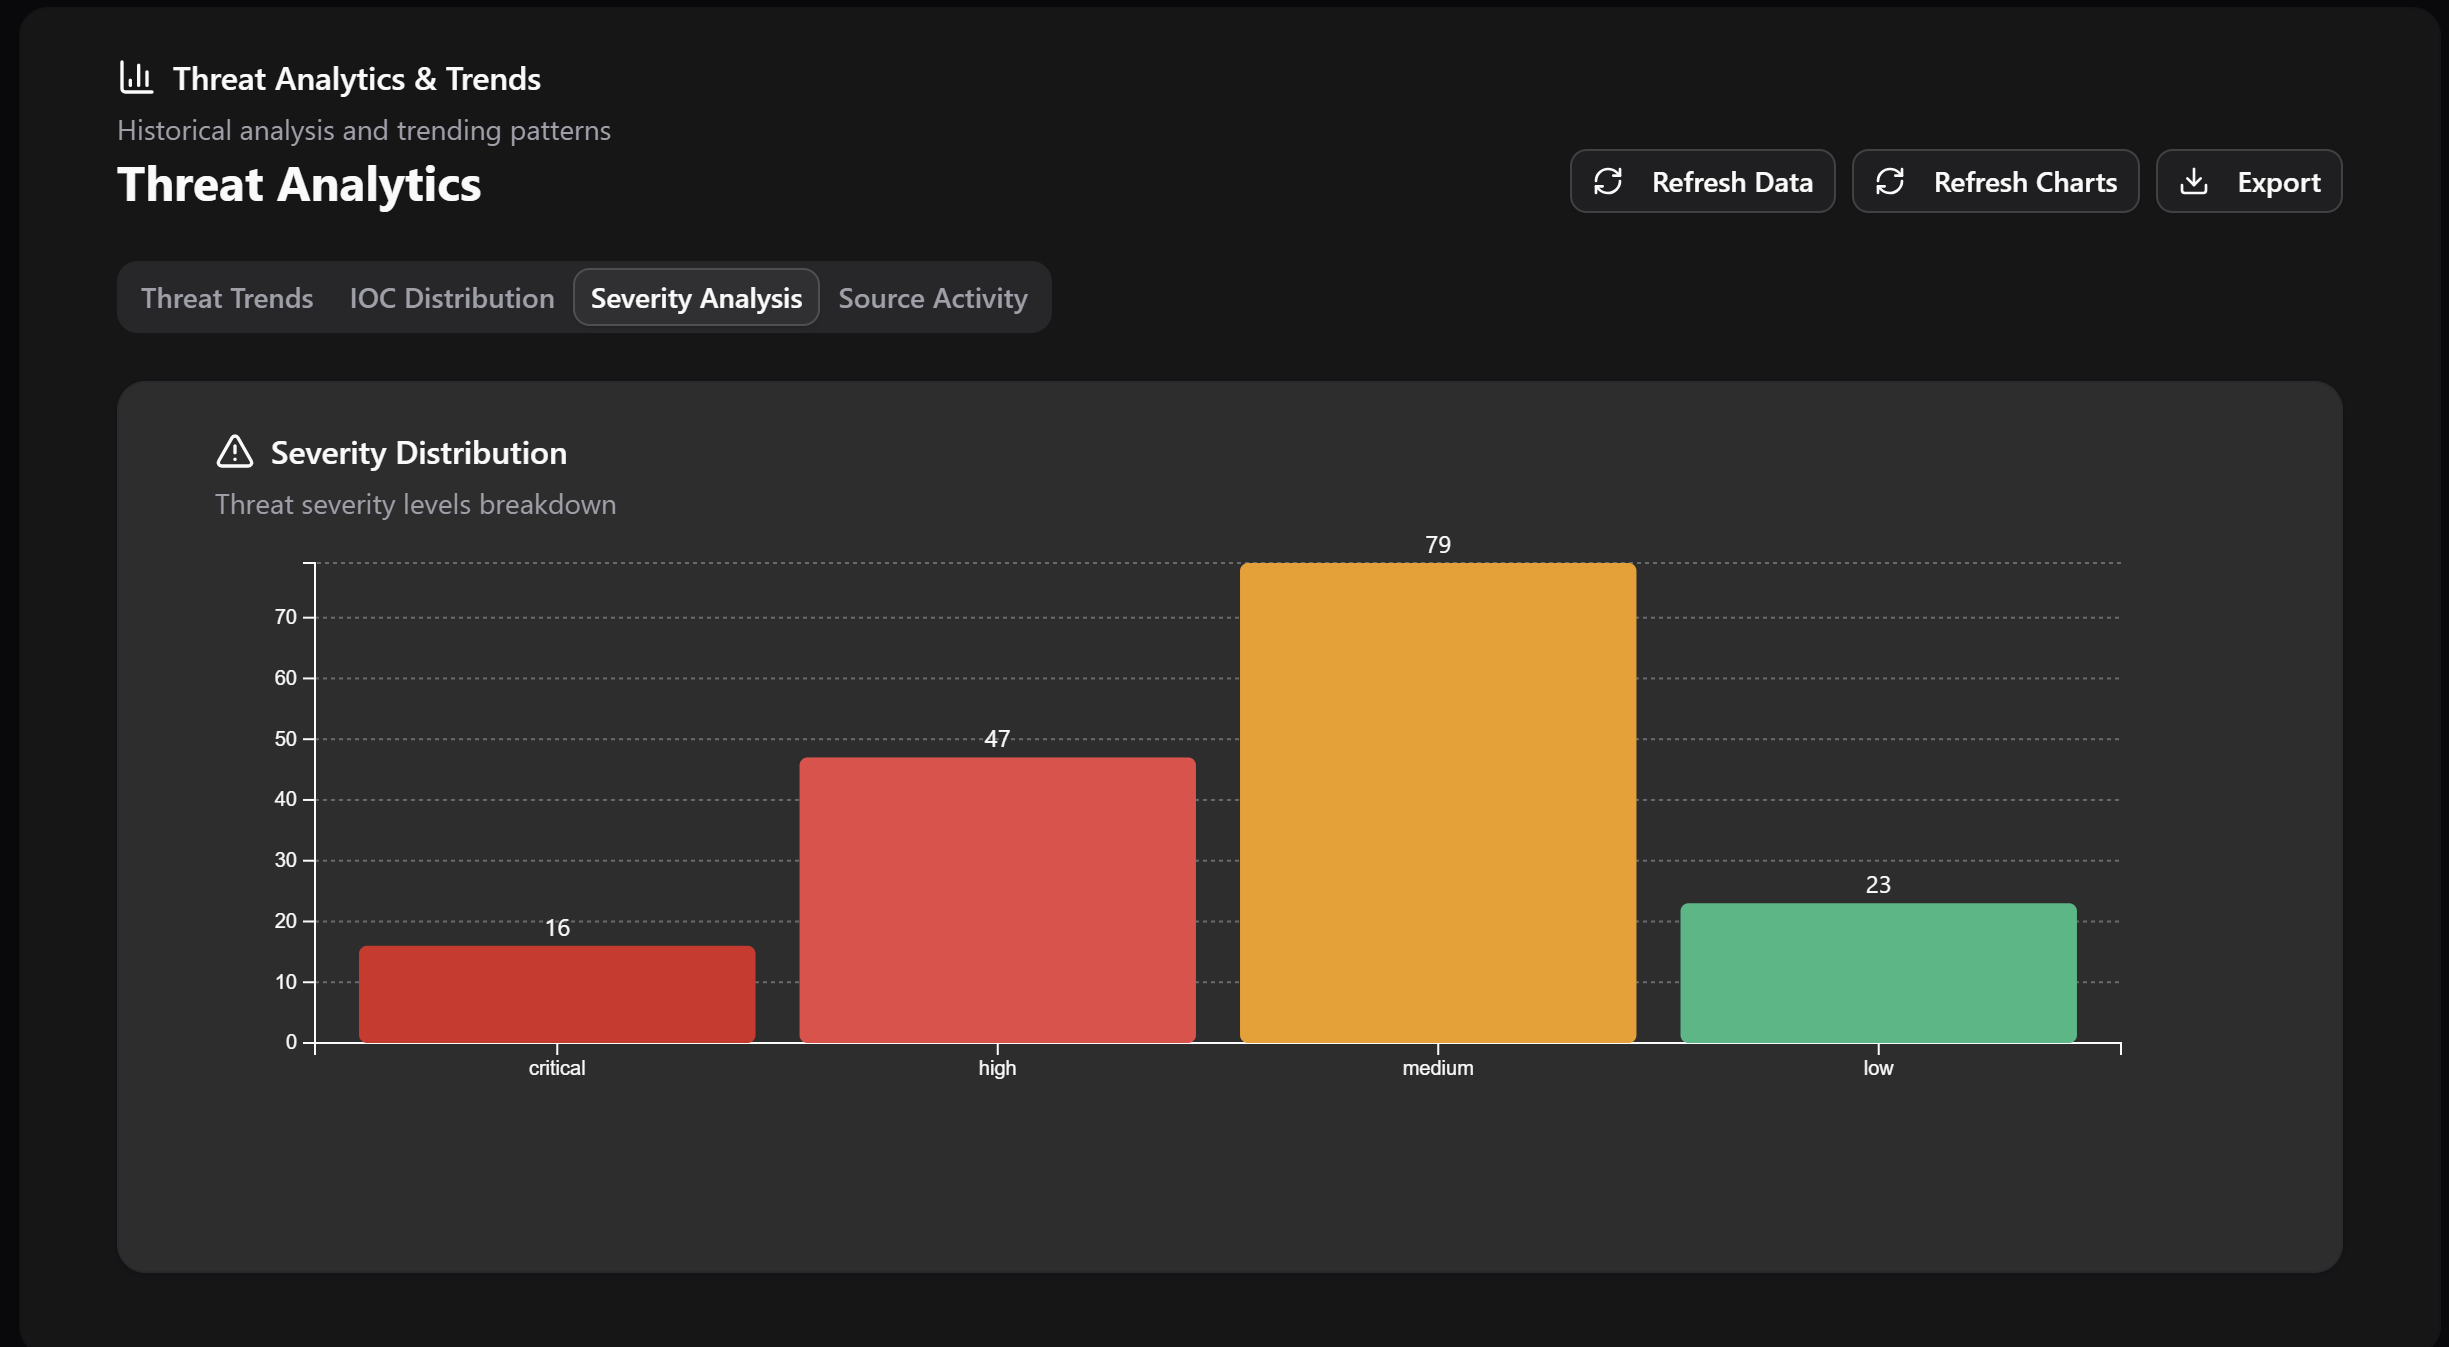 Threat Analytics & Trends
Historical analysis and trending patterns
Threat Analytics
Refresh Data
Refresh Charts
Export
Threat Trends
IOC Distribution
Severity Analysis
Source Activity
Severity Distribution
Threat severity levels breakdown
79
70
60
50
47
40
30
23
20
16
10
0
critical
high
medium
low